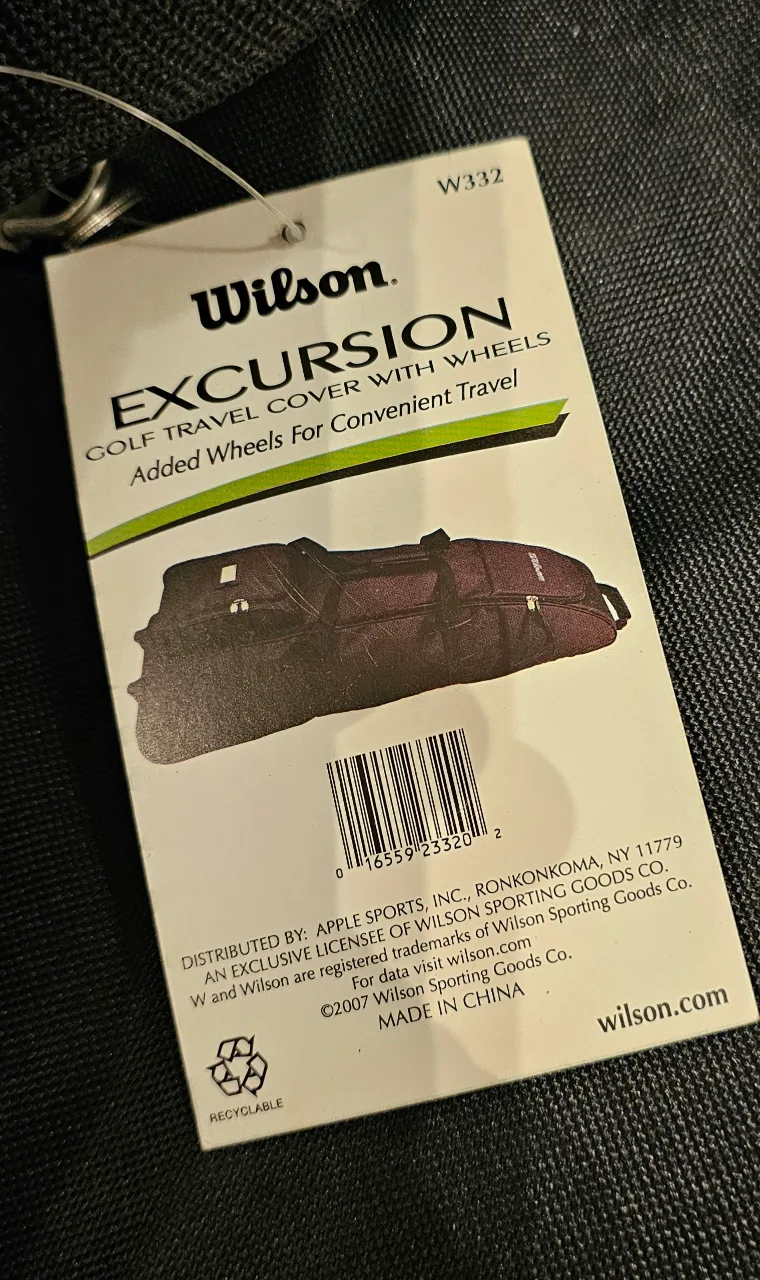 W332
Wilson.
EXCURSION
GOLF TRAVEL COVER WITH WHEELS
Added Wheels For Convenient Travel
Wilson
0 16559 23320 2
DISTRIBUTED BY: APPLE SPORTS, INC., RONKONKOMA, NY 11779
AN EXCLUSIVE LICENSEE OF WILSON SPORTING GOODS CO.
W and Wilson are registered trademarks of Wilson Sporting Goods Co.
For data visit wilson.com
©2007 Wilson Sporting Goods Co.
MADE IN CHINA
wilson.com
RECYCLABLE